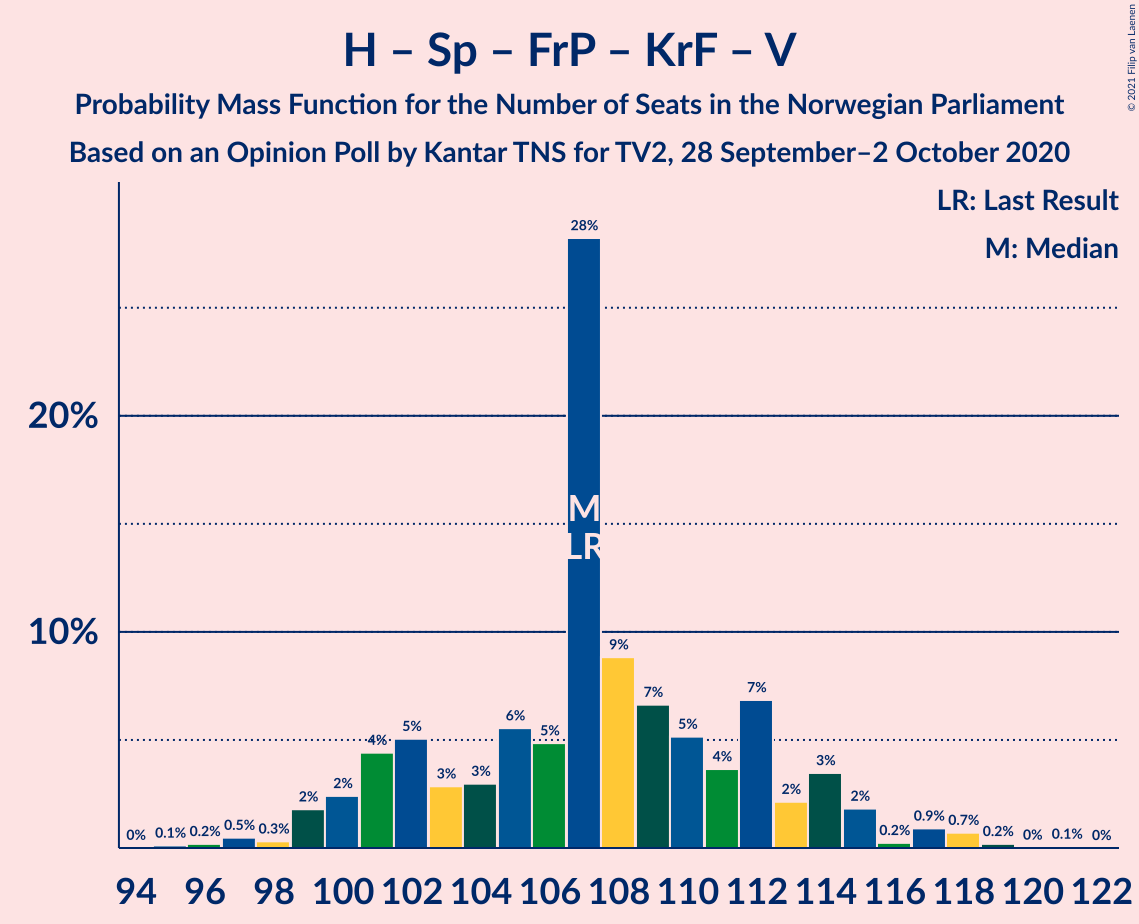 H – Sp – FrP – KrF – V
Probability Mass Function for the Number of Seats in the Norwegian Parliament
Based on an Opinion Poll by Kantar TNS for TV2, 28 September–2 October 2020
© 2021 Filip van Laenen
LR: Last Result
M: Median
20%
10%
0% 0.1% 0.2% 0.5% 0.3% 2% 2% 4% 5% 3% 3% 6% 5% 28% 9% 7% 5% 4% 7% 2% 3% 2% 0.2% 0.9% 0.7% 0.2% 0% 0.1% 0%
M
LR
94 96 98 100 102 104 106 108 110 112 114 116 118 120 122